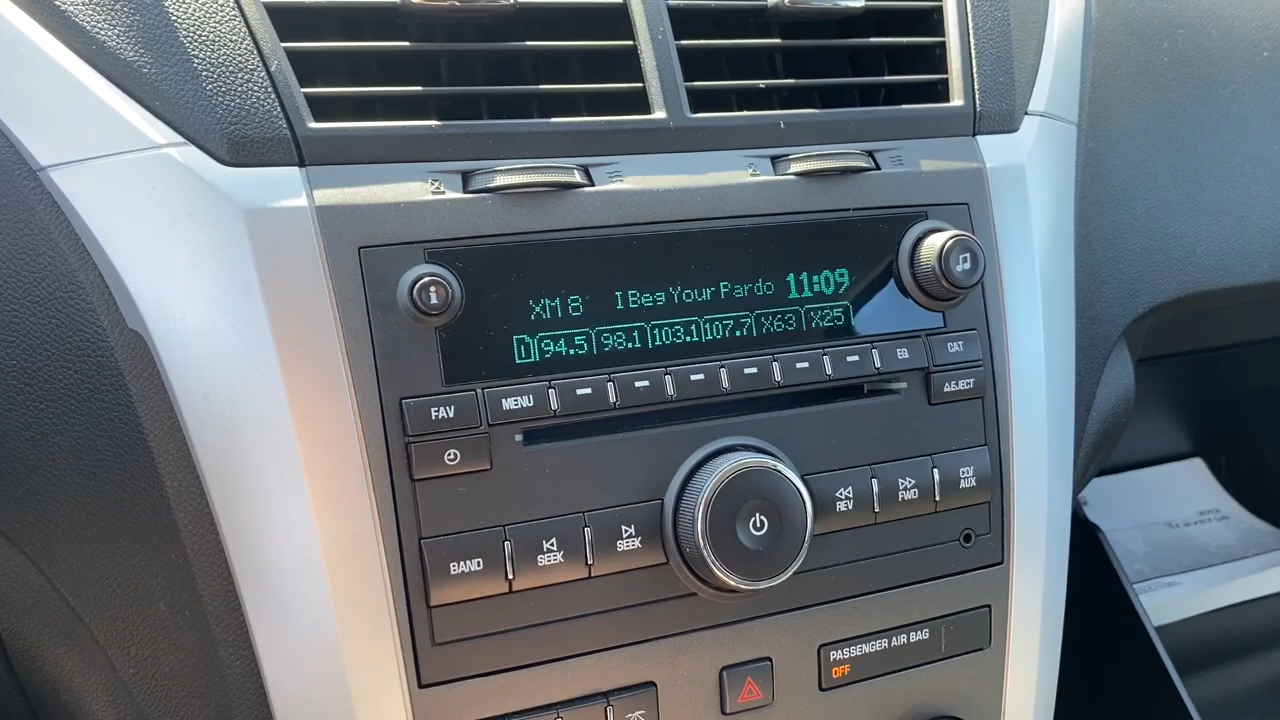 XM 8 I Beg Your Pardo 11:09
1 94.5 98.1 103.1 107.7 X63 X25
FAV MENU EQ CAT
EJECT
BAND SEEK SEEK REV FWD CD/
AUX
PASSENGER AIR BAG
OFF
Traverse